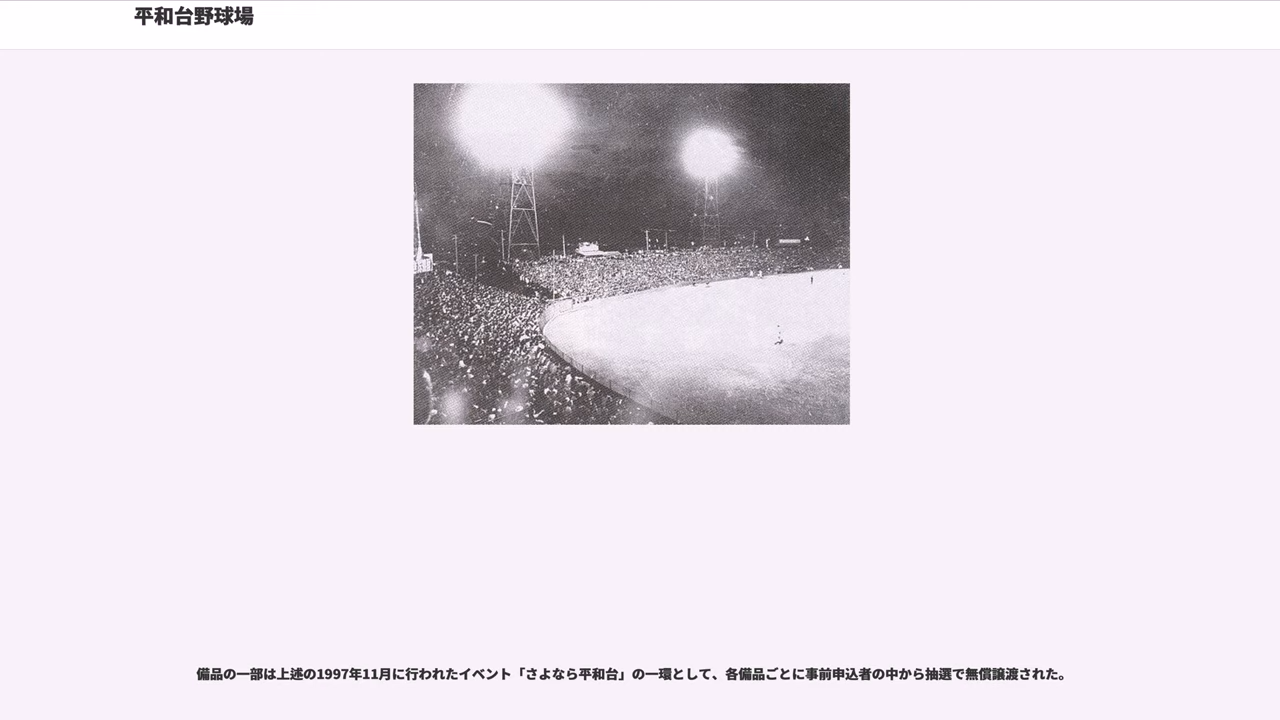 平和台野球場
備品の一部は上述の1997年11月に行われたイベント「さよなら平和台」の一環として、各備品ごとに事前申込者の中から抽選で無償譲渡された。